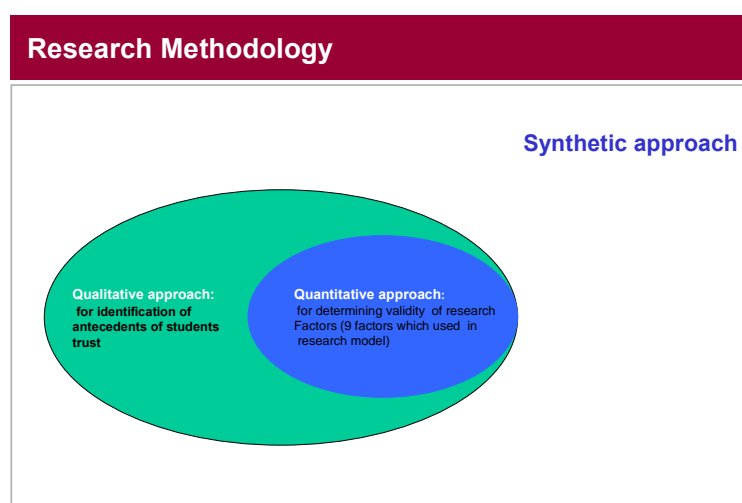 Research Methodology
Synthetic approach
Qualitative approach:
for identification of
antecedents of students
trust
Quantitative approach:
for determining validity of research
Factors (9 factors which used in
research model)